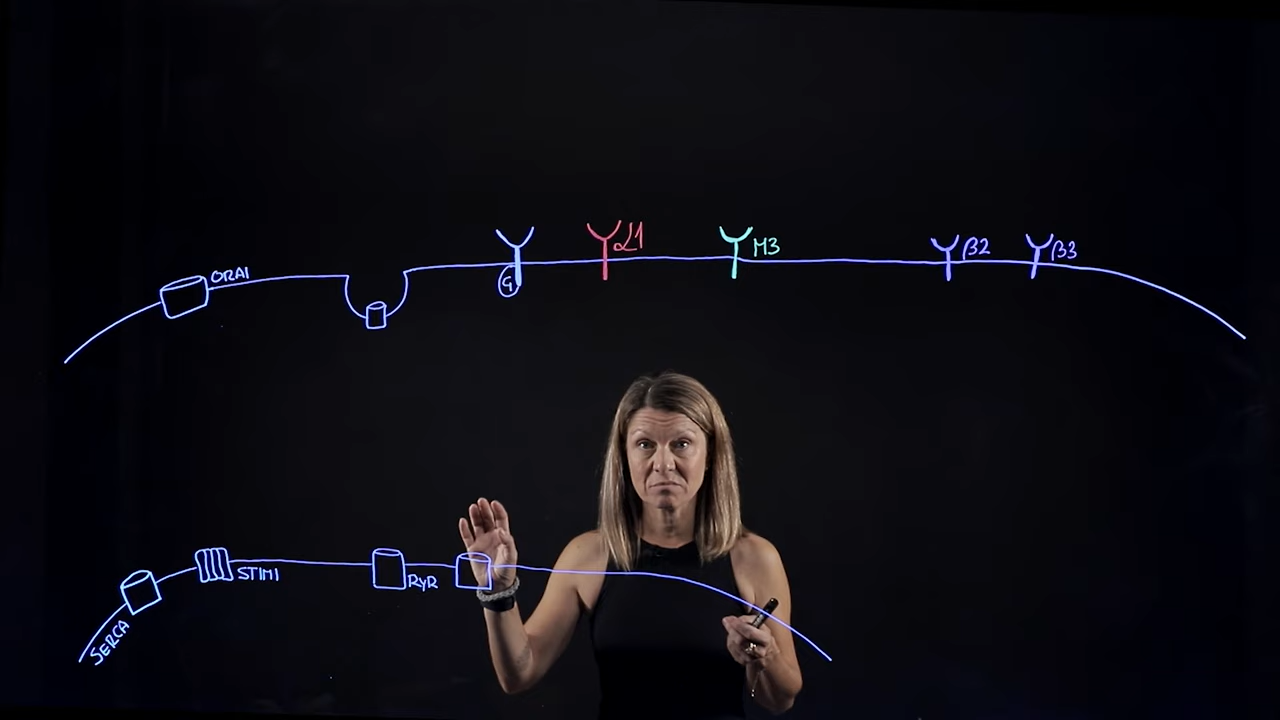 ORAI
G
α1
M3
β2
β3
SERCA
STIM1
RyR